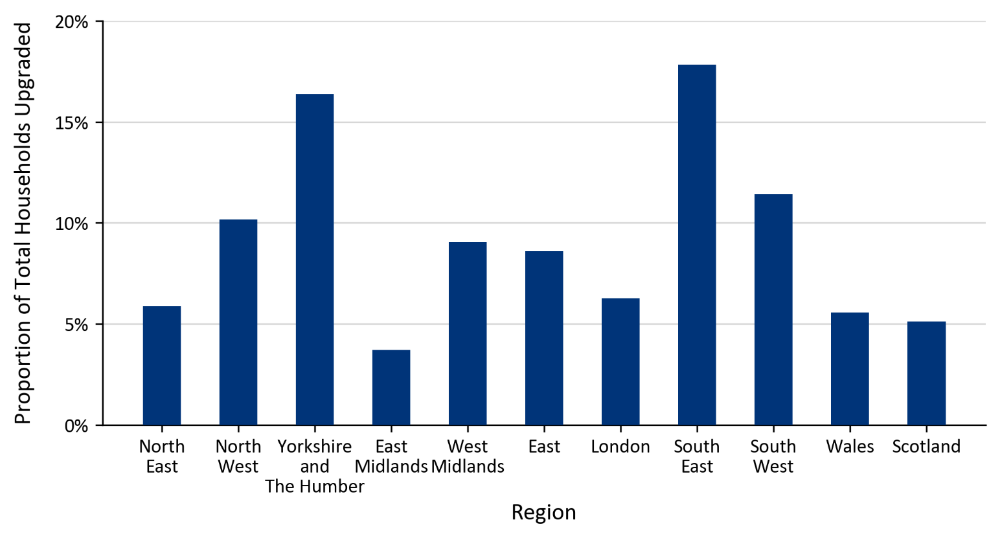 Proportion of Total Households Upgraded
20%
15%
10%
5%
0%
North
East
North
West
Yorkshire
and
The Humber
East
Midlands
West
Midlands
East
London
South
East
South
West
Wales
Scotland
Region